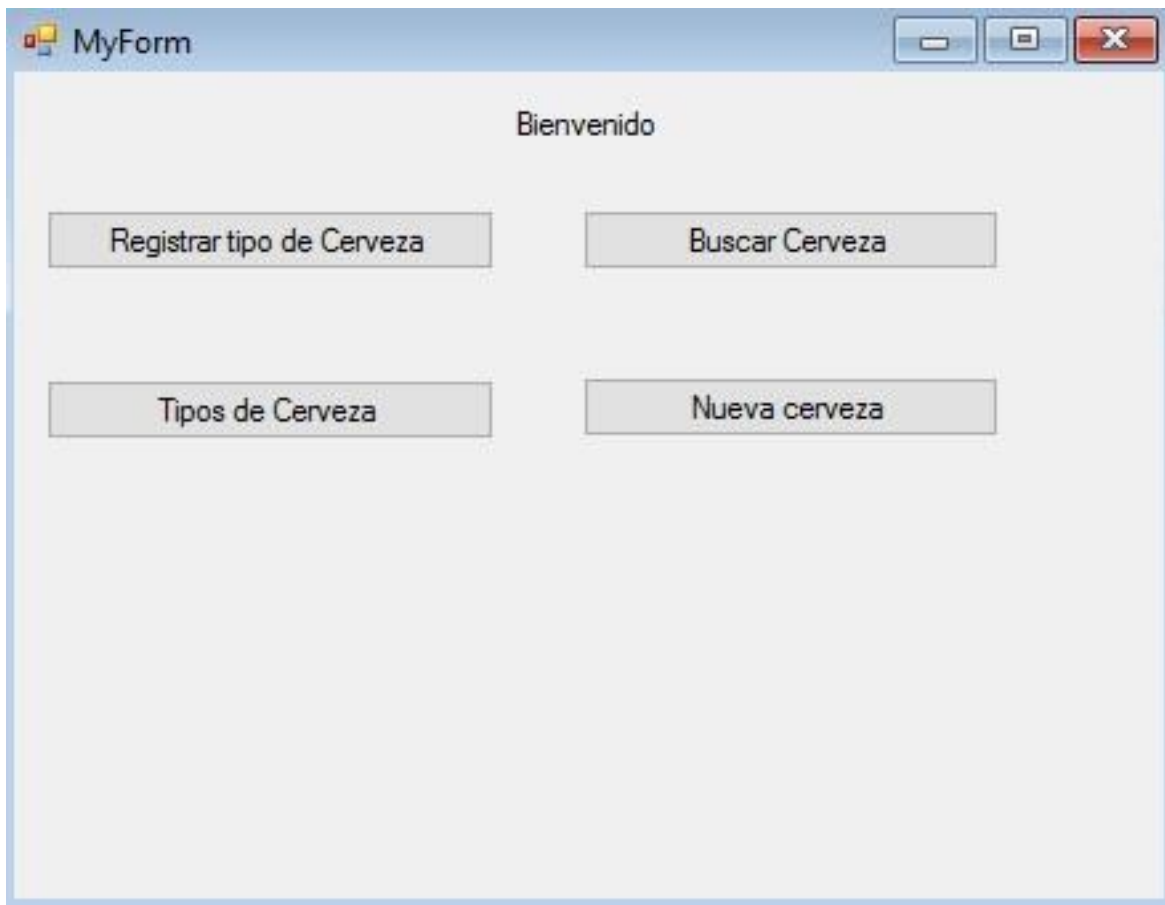 MyForm
Bienvenido
Registrar tipo de Cerveza
Buscar Cerveza
Tipos de Cerveza
Nueva cerveza